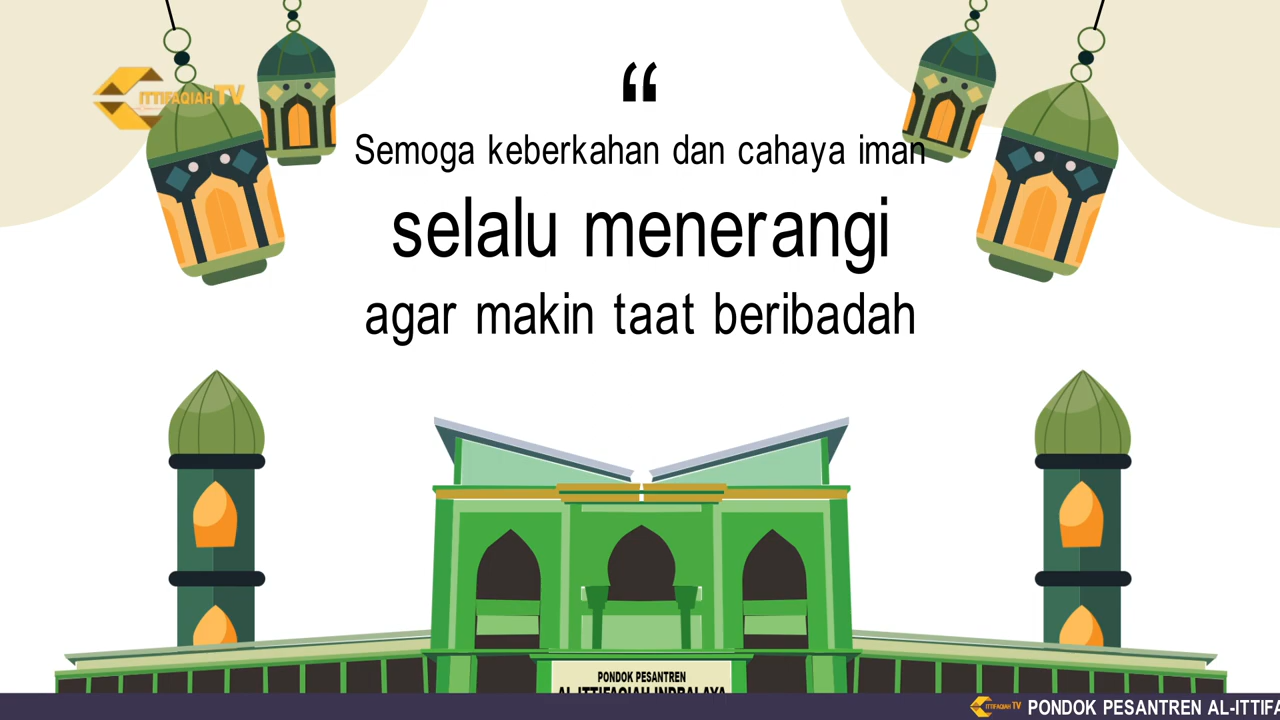 ITTIFAQIAH TV
“
Semoga keberkahan dan cahaya iman
selalu menerangi
agar makin taat beribadah
PONDOK PESANTREN
AL-ITTIFAQIAH INDRALAYA
ITTIFAQIAH TV PONDOK PESANTREN AL-ITTIFA